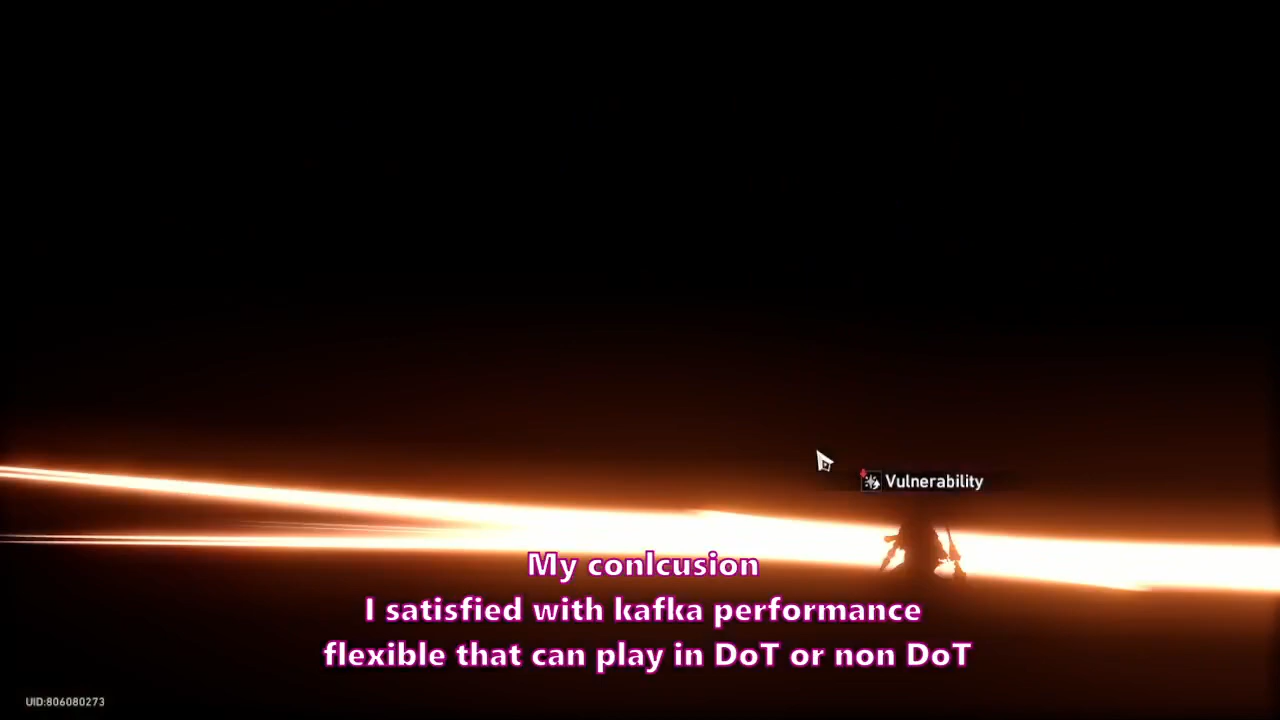 Vulnerability
My conlcusion
I satisfied with kafka performance
flexible that can play in DoT or non DoT
UID:806080273